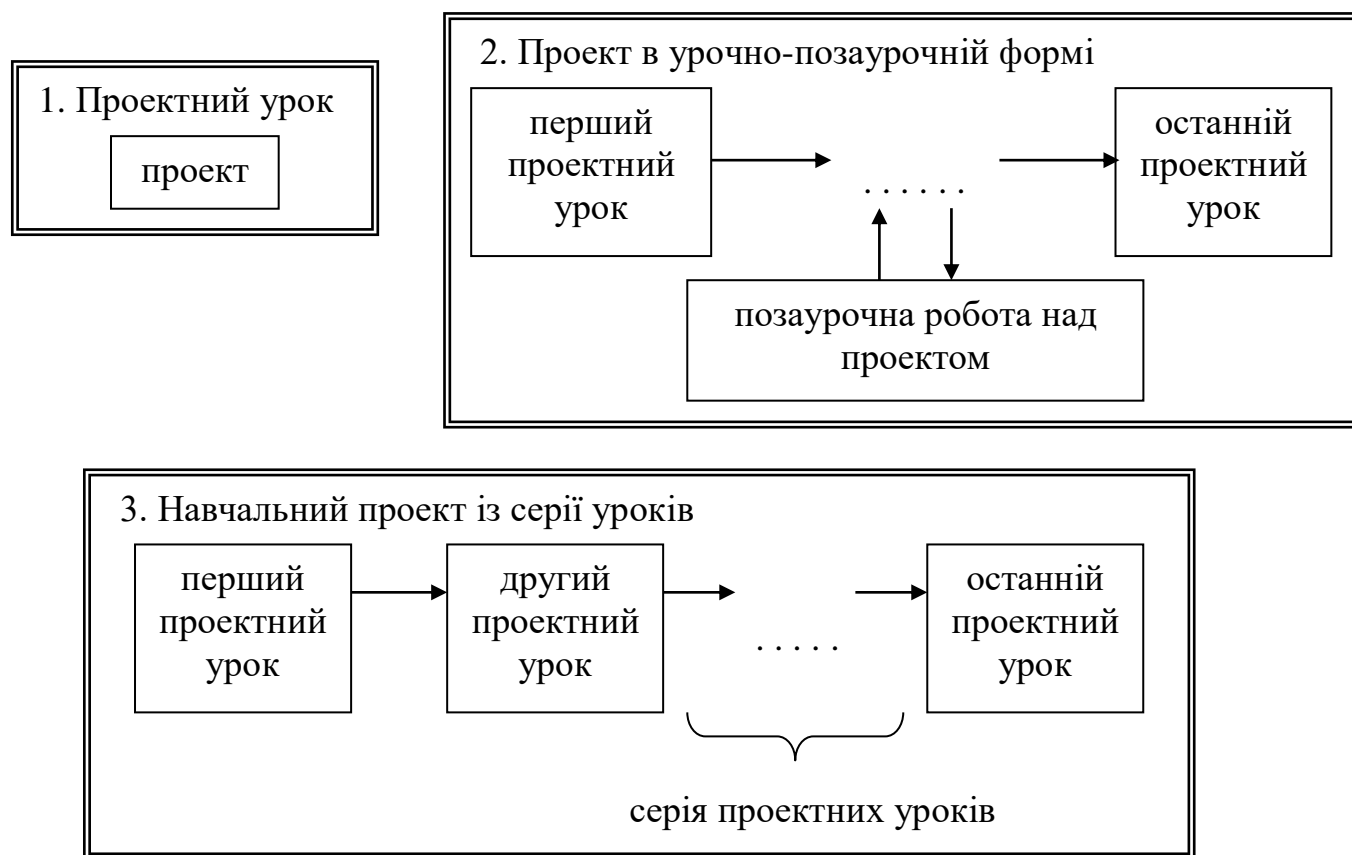 1. Проектний урок
проект
2. Проект в урочно-позаурочній формі
перший
проектний
урок
. . . . . .
останній
проектний
урок
позаурочна робота над
проектом
3. Навчальний проект із серії уроків
перший
проектний
урок
другий
проектний
урок
. . . . .
останній
проектний
урок
серія проектних уроків